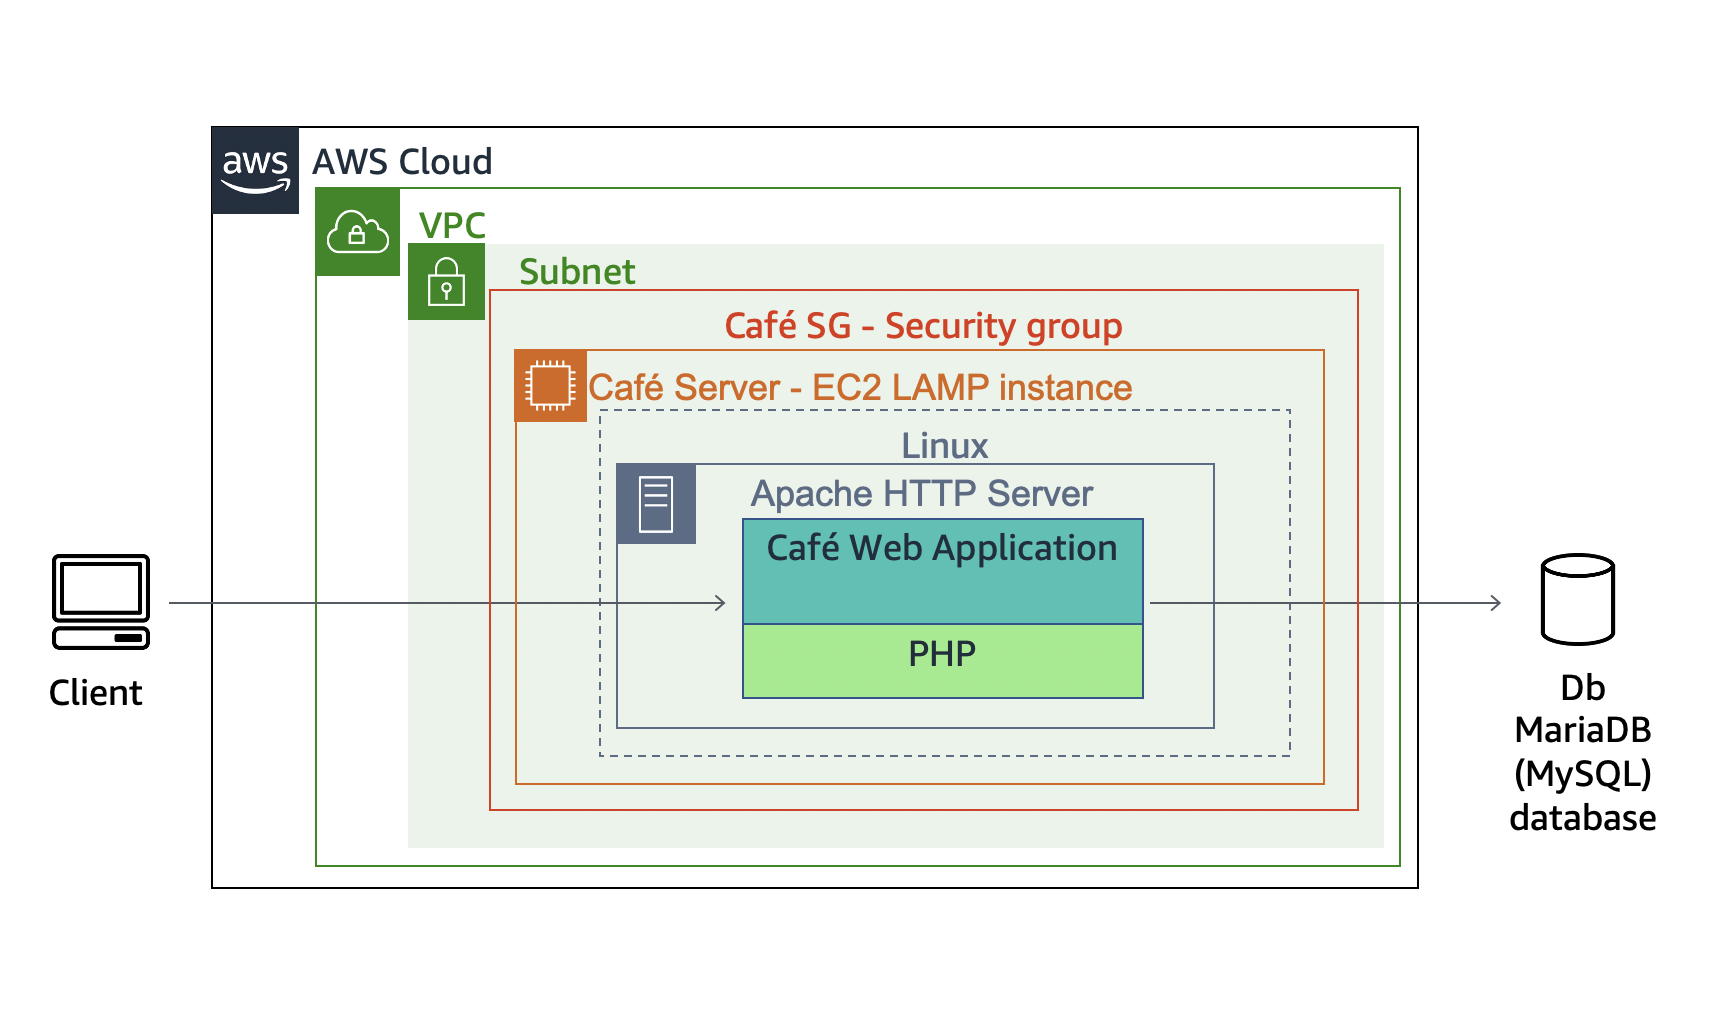 aws
AWS Cloud
VPC
Subnet
Café SG - Security group
Café Server - EC2 LAMP instance
Linux
Apache HTTP Server
Café Web Application
PHP
Client
Db
MariaDB
(MySQL)
database